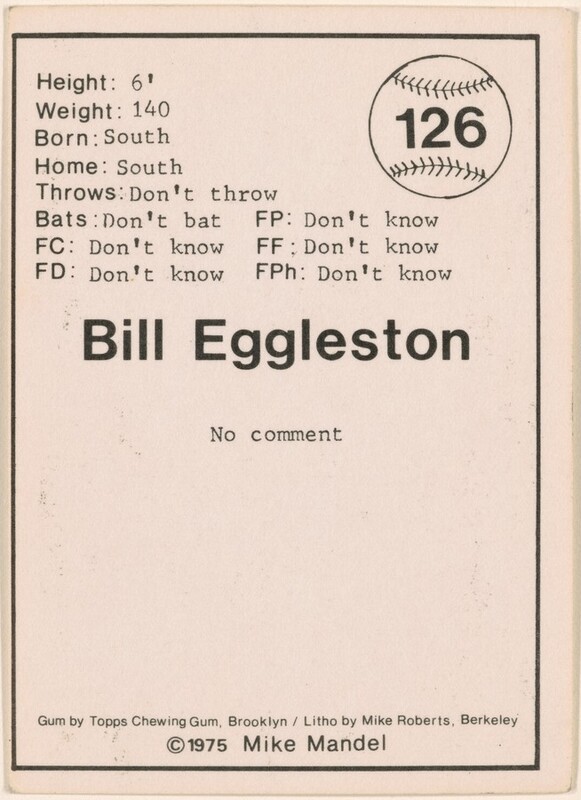 126
Height: 6'
Weight: 140
Born: South
Home: South
Throws: Don't throw
Bats: Don't bat FP: Don't know
FC: Don't know FF: Don't know
FD: Don't know FPh: Don't know
Bill Eggleston
No comment
Gum by Topps Chewing Gum, Brooklyn / Litho by Mike Roberts, Berkeley
©1975 Mike Mandel